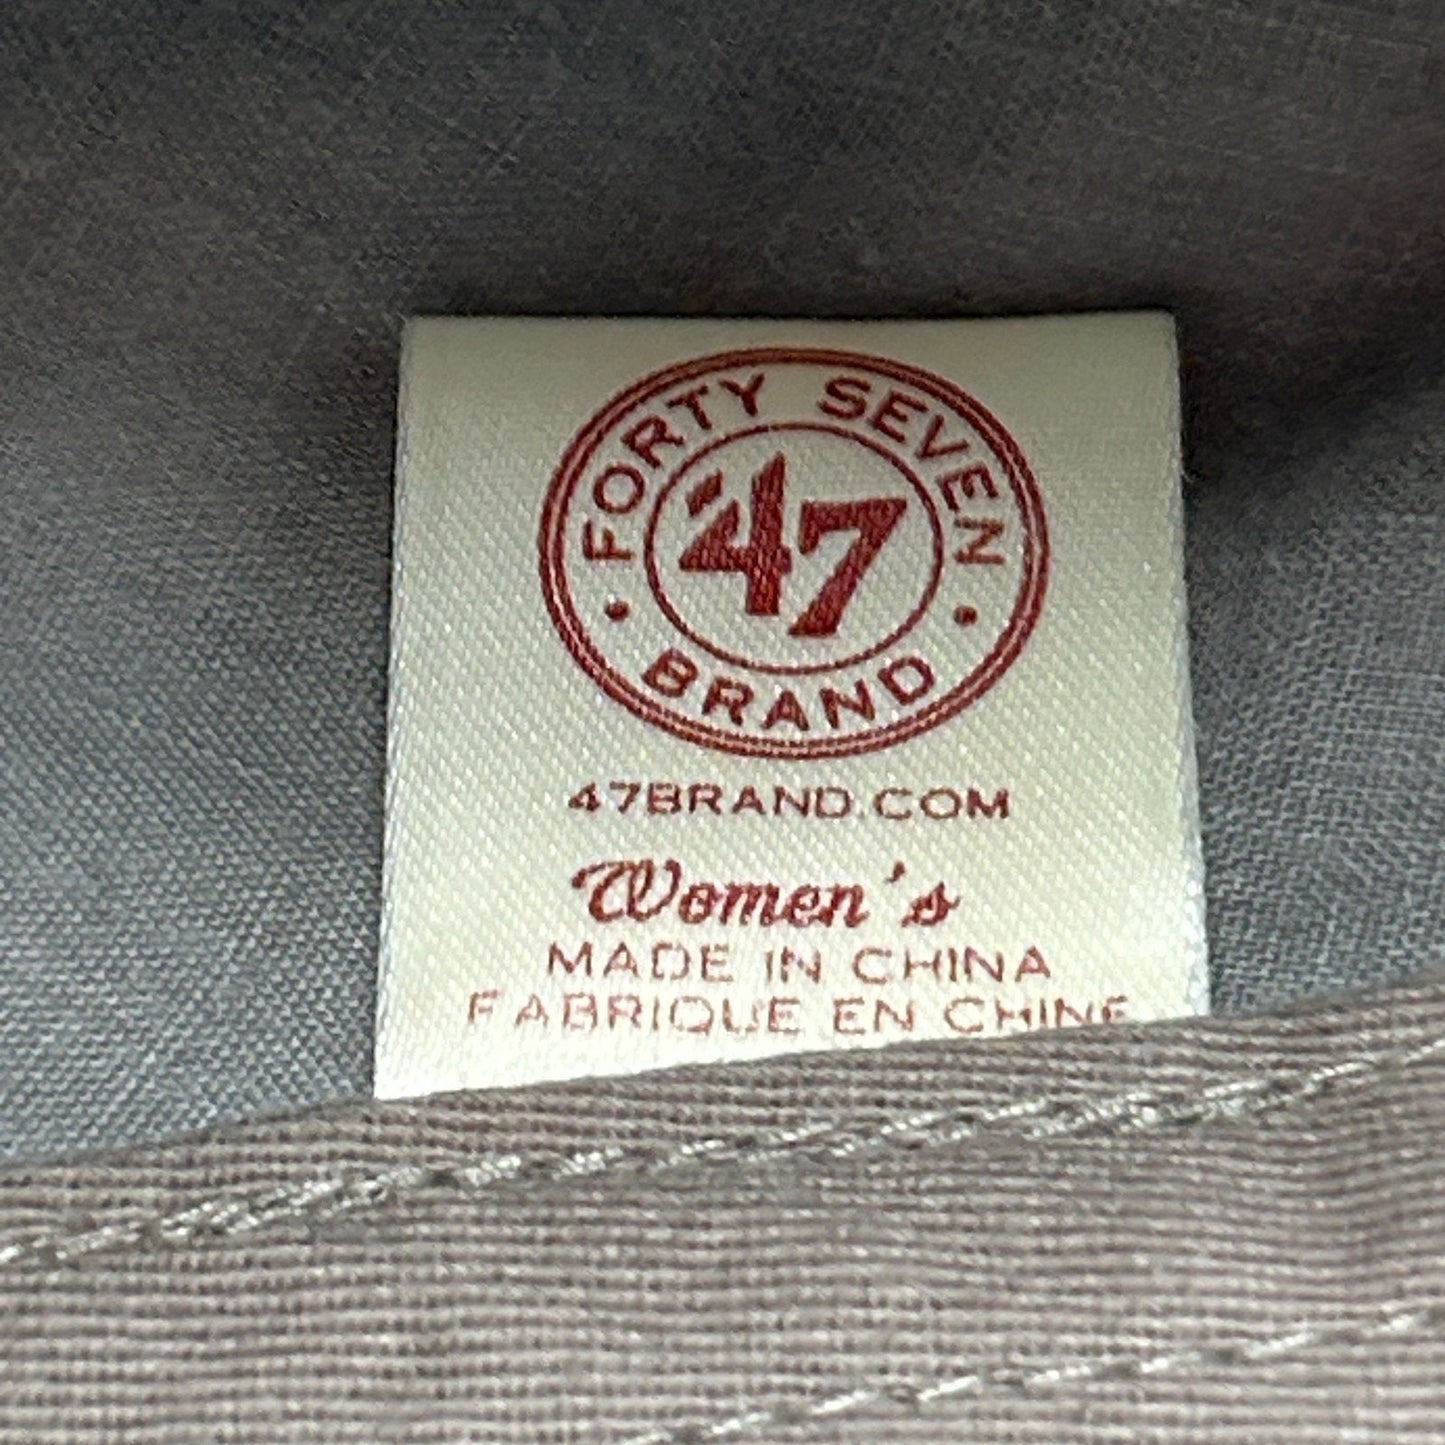 FORTY SEVEN
'47
BRAND
47BRAND.COM
Women's
MADE IN CHINA
FABRIQUE EN CHINE